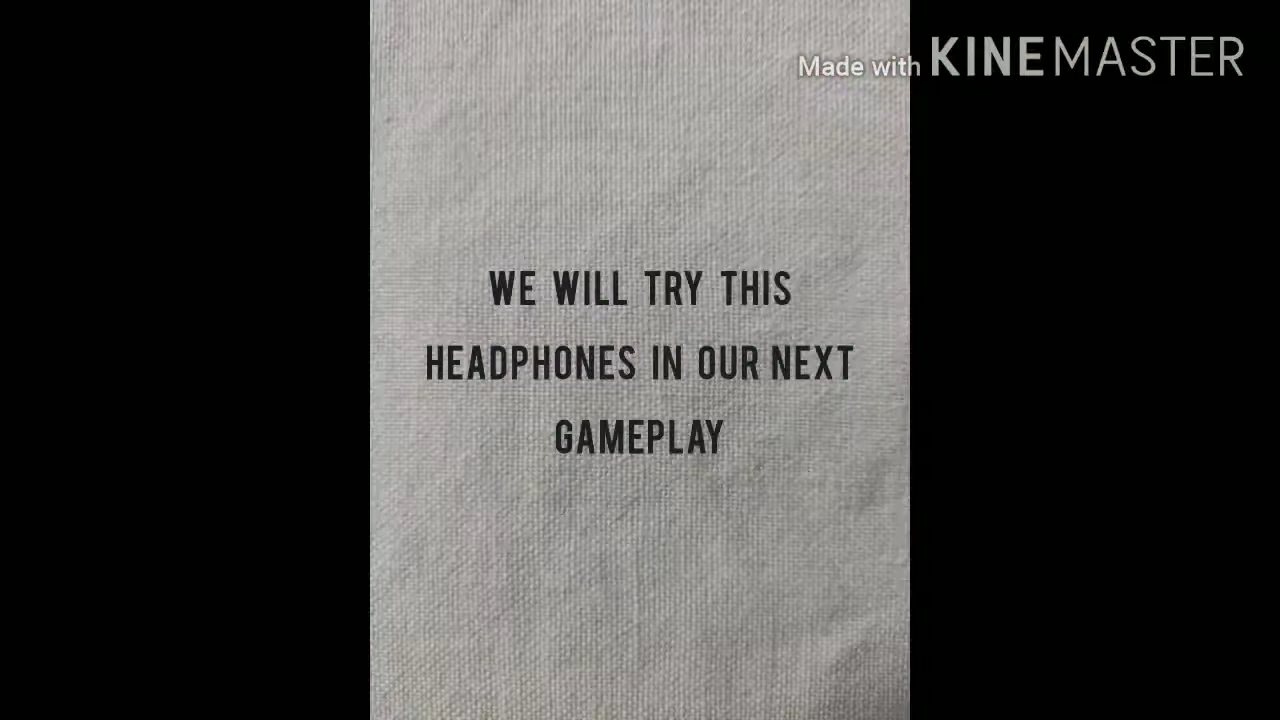 Made with KINEMASTER
WE WILL TRY THIS
HEADPHONES IN OUR NEXT
GAMEPLAY